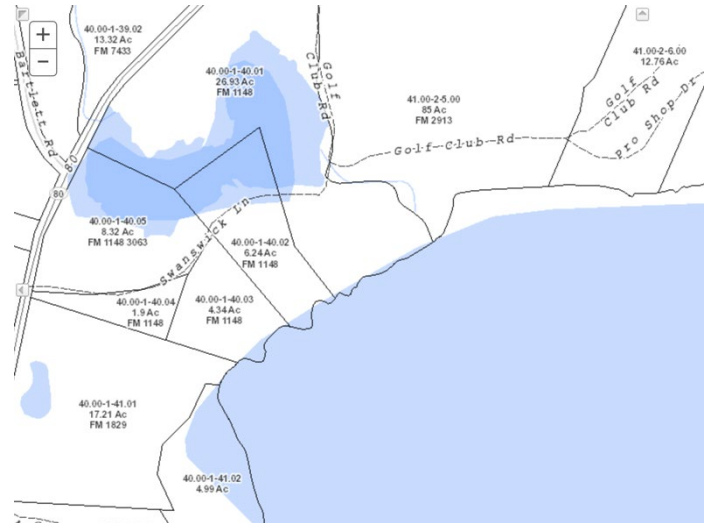 +
−
40.00-1-39.02
13.32 Ac
FM 7433
Bartlett Rd
80
80
40.00-1-40.01
26.93 Ac
FM 1148
Golf
Club Rd
41.00-2-5.00
85 Ac
FM 2913
41.00-2-6.00
12.76 Ac
Golf
Club Rd
Pro Shop Dr
Golf Club Rd
40.00-1-40.05
8.32 Ac
FM 1148 3063
Swanswick Ln
40.00-1-40.02
6.24 Ac
FM 1148
40.00-1-40.04
1.9 Ac
FM 1148
40.00-1-40.03
4.34 Ac
FM 1148
40.00-1-41.01
17.21 Ac
FM 1829
40.00-1-41.02
4.99 Ac